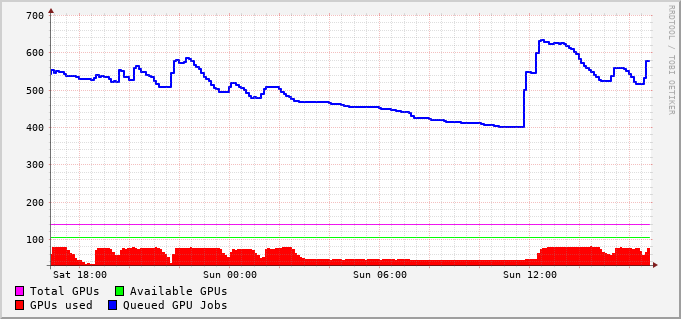 700
600
500
400
300
200
100
Sat 18:00 Sun 00:00 Sun 06:00 Sun 12:00
Total GPUs Available GPUs
GPUs used Queued GPU Jobs
RRDTOOL / TOBI OETIKER